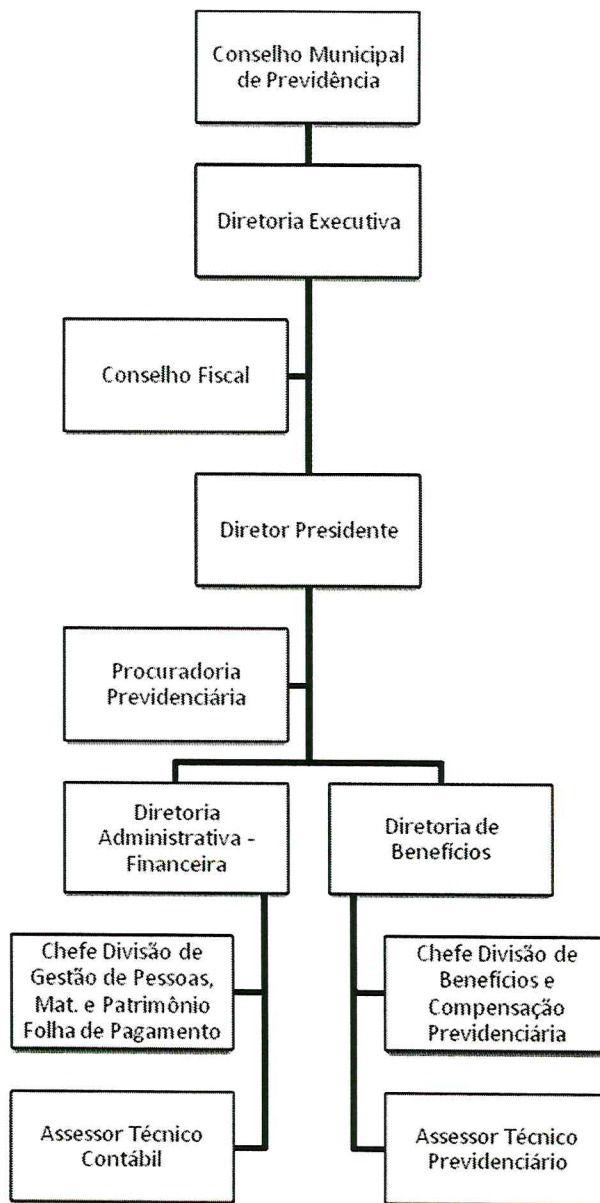 Conselho Municipal
de Previdência
Diretoria Executiva
Conselho Fiscal
Diretor Presidente
Procuradoria
Previdenciária
Diretoria
Administrativa -
Financeira
Diretoria de
Benefícios
Chefe Divisão de
Gestão de Pessoas,
Mat. e Patrimônio
Folha de Pagamento
Chefe Divisão de
Benefícios e
Compensação
Previdenciária
Assessor Técnico
Contábil
Assessor Técnico
Previdenciário